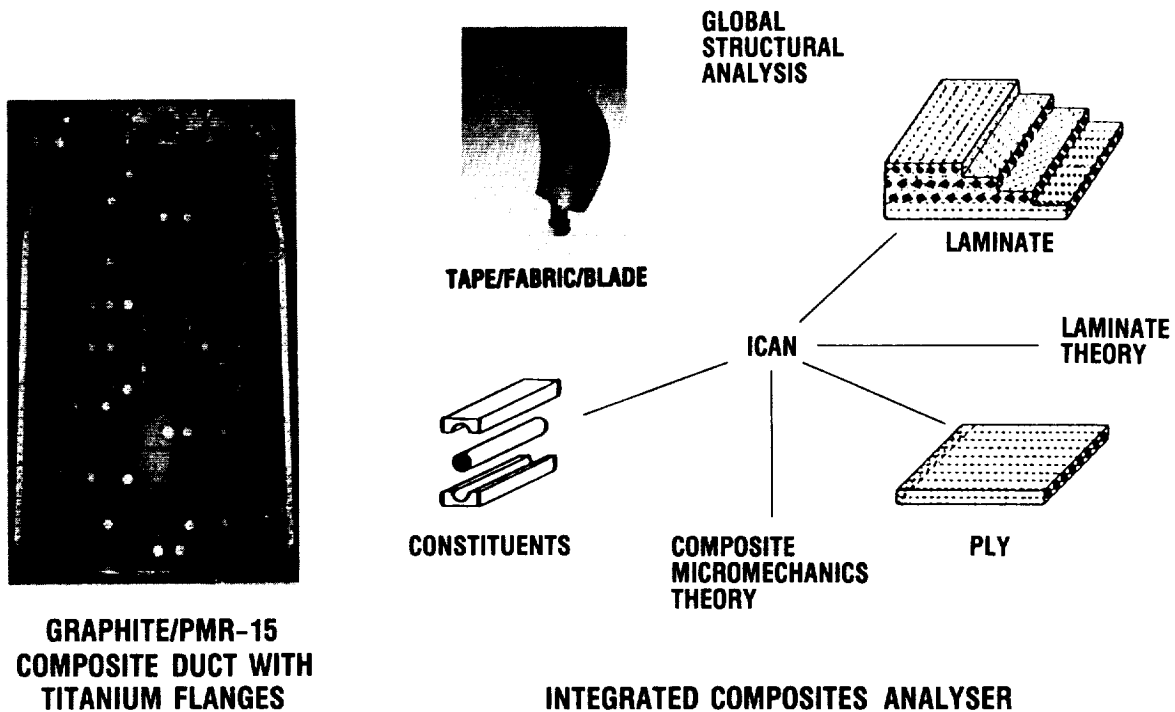 GLOBAL
STRUCTURAL
ANALYSIS
TAPE/FABRIC/BLADE
LAMINATE
ICAN
LAMINATE
THEORY
CONSTITUENTS
COMPOSITE
MICROMECHANICS
THEORY
PLY
GRAPHITE/PMR-15
COMPOSITE DUCT WITH
TITANIUM FLANGES
INTEGRATED COMPOSITES ANALYSER